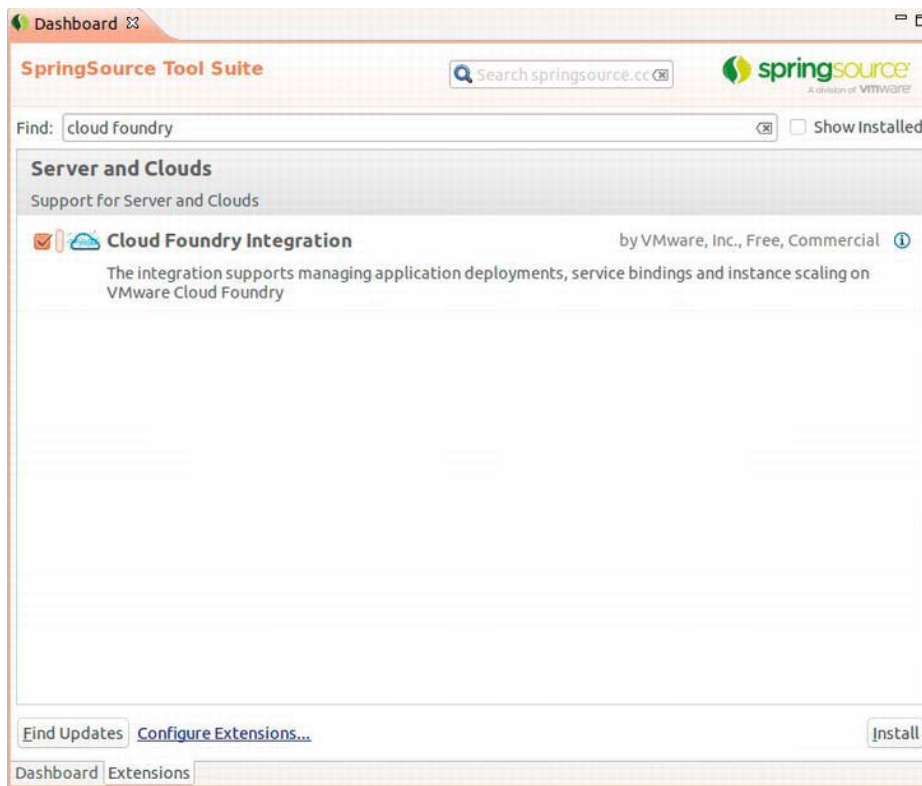 Dashboard
SpringSource Tool Suite
Search springsource.cc
springsource
A division of vmware
Find: cloud foundry
Show Installed
Server and Clouds
Support for Server and Clouds
Cloud Foundry Integration
by VMware, Inc., Free, Commercial
The integration supports managing application deployments, service bindings and instance scaling on
VMware Cloud Foundry
Find Updates
Configure Extensions...
Install
Dashboard
Extensions